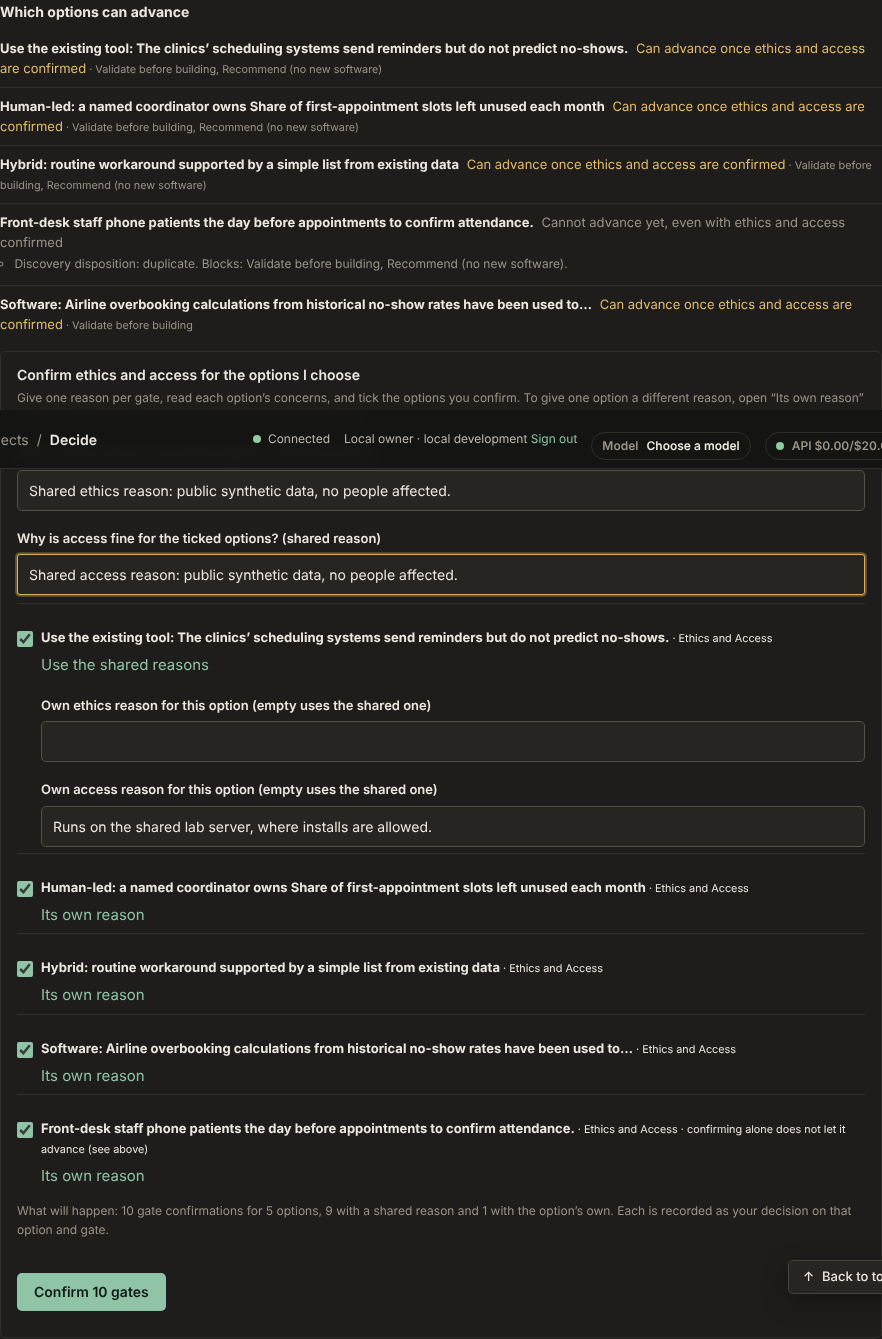 Which options can advance
Use the existing tool: The clinics’ scheduling systems send reminders but do not predict no-shows. Can advance once ethics and access
are confirmed · Validate before building, Recommend (no new software)
Human-led: a named coordinator owns Share of first-appointment slots left unused each month Can advance once ethics and access are
confirmed · Validate before building, Recommend (no new software)
Hybrid: routine workaround supported by a simple list from existing data Can advance once ethics and access are confirmed · Validate before
building, Recommend (no new software)
Front-desk staff phone patients the day before appointments to confirm attendance. Cannot advance yet, even with ethics and access
confirmed
Discovery disposition: duplicate. Blocks: Validate before building, Recommend (no new software).
Software: Airline overbooking calculations from historical no-show rates have been used to… Can advance once ethics and access are
confirmed · Validate before building
Confirm ethics and access for the options I choose
Give one reason per gate, read each option’s concerns, and tick the options you confirm. To give one option a different reason, open “Its own reason”
ects / Decide Connected Local owner · local development Sign out Model Choose a model API $0.00/$20.
Shared ethics reason: public synthetic data, no people affected.
Why is access fine for the ticked options? (shared reason)
Shared access reason: public synthetic data, no people affected.
Use the existing tool: The clinics’ scheduling systems send reminders but do not predict no-shows. · Ethics and Access
Use the shared reasons
Own ethics reason for this option (empty uses the shared one)
Own access reason for this option (empty uses the shared one)
Runs on the shared lab server, where installs are allowed.
Human-led: a named coordinator owns Share of first-appointment slots left unused each month · Ethics and Access
Its own reason
Hybrid: routine workaround supported by a simple list from existing data · Ethics and Access
Its own reason
Software: Airline overbooking calculations from historical no-show rates have been used to… · Ethics and Access
Its own reason
Front-desk staff phone patients the day before appointments to confirm attendance. · Ethics and Access · confirming alone does not let it
advance (see above)
Its own reason
What will happen: 10 gate confirmations for 5 options, 9 with a shared reason and 1 with the option’s own. Each is recorded as your decision on that
option and gate.
↑ Back to to
Confirm 10 gates